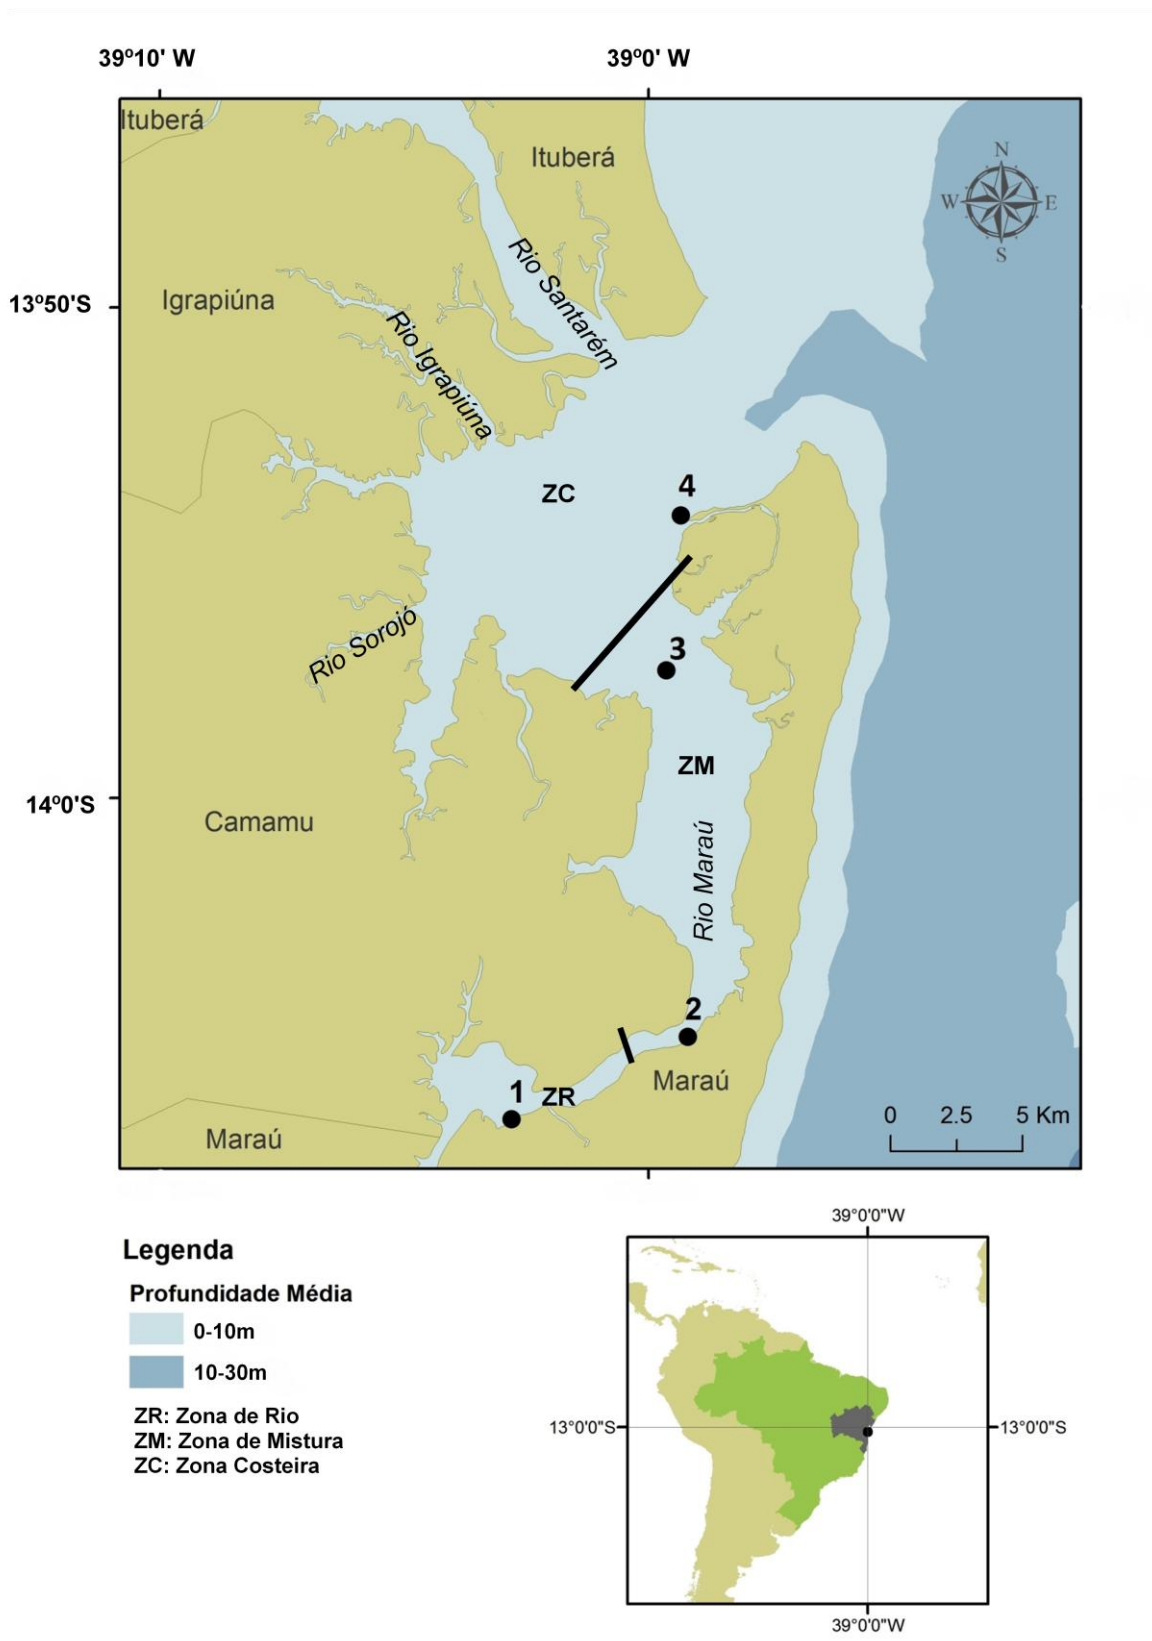 39º10' W
39º0' W
Ituberá
Ituberá
N
W
E
S
Rio Santarém
13º50'S
Igrapiúna
Rio Igrapiúna
4
ZC
Rio Sorojó
3
ZM
14º0'S
Camamu
Rio Maraú
2
Maraú
1
ZR
0 2.5 5 Km
Maraú
Legenda
Profundidade Média
0-10m
10-30m
ZR: Zona de Rio
ZM: Zona de Mistura
ZC: Zona Costeira
39°0'0"W
13°0'0"S
13°0'0"S
39°0'0"W